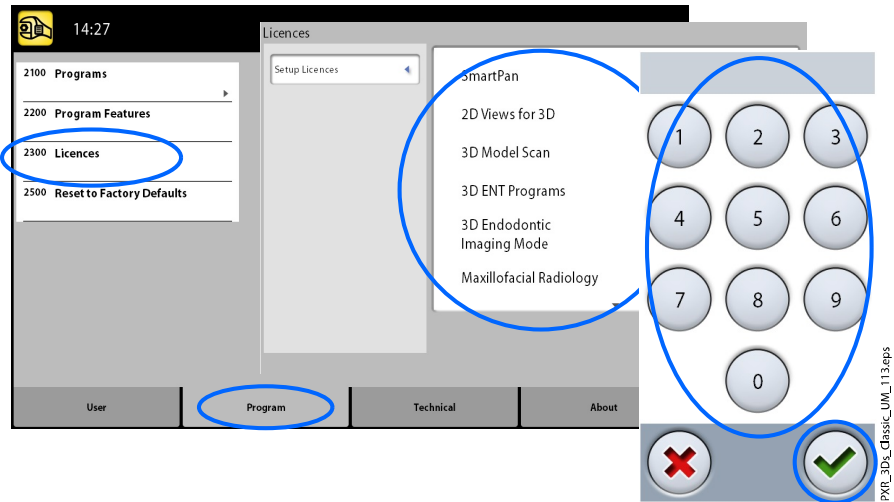 14:27
2100 Programs
2200 Program Features
2300 Licences
2500 Reset to Factory Defaults
Licences
Setup Licences
SmartPan
2D Views for 3D
3D Model Scan
3D ENT Programs
3D Endodontic
Imaging Mode
Maxillofacial Radiology
1 2 3
4 5 6
7 8 9
0
User Program Technical About
PXR_3Ds_classic_UM_113.eps